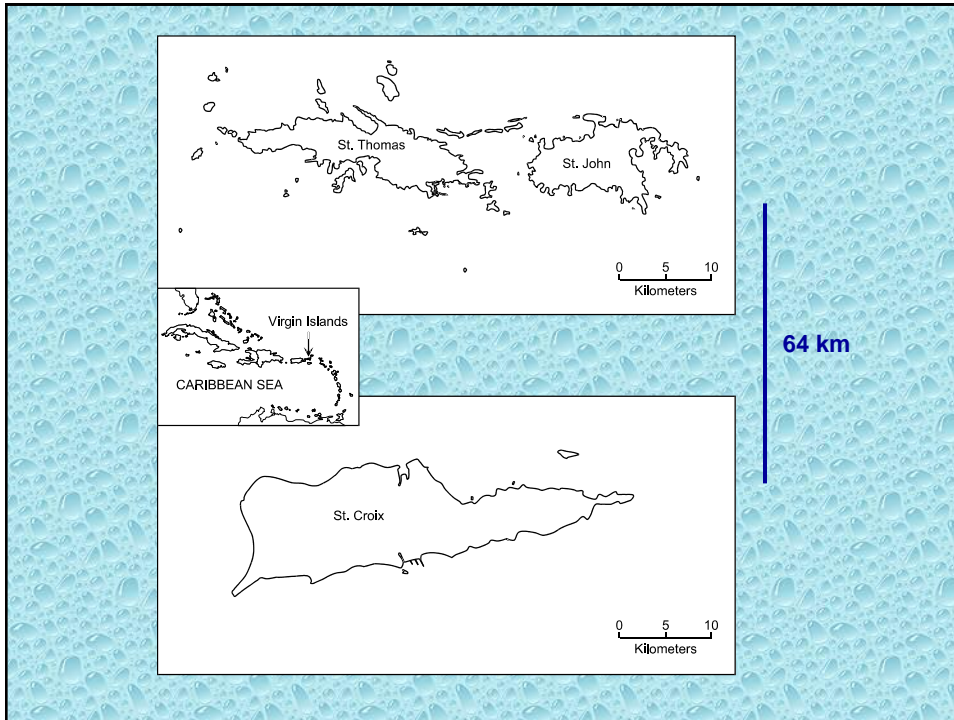 St. Thomas
St. John
0 5 10
Kilometers
Virgin Islands
CARIBBEAN SEA
64 km
St. Croix
0 5 10
Kilometers